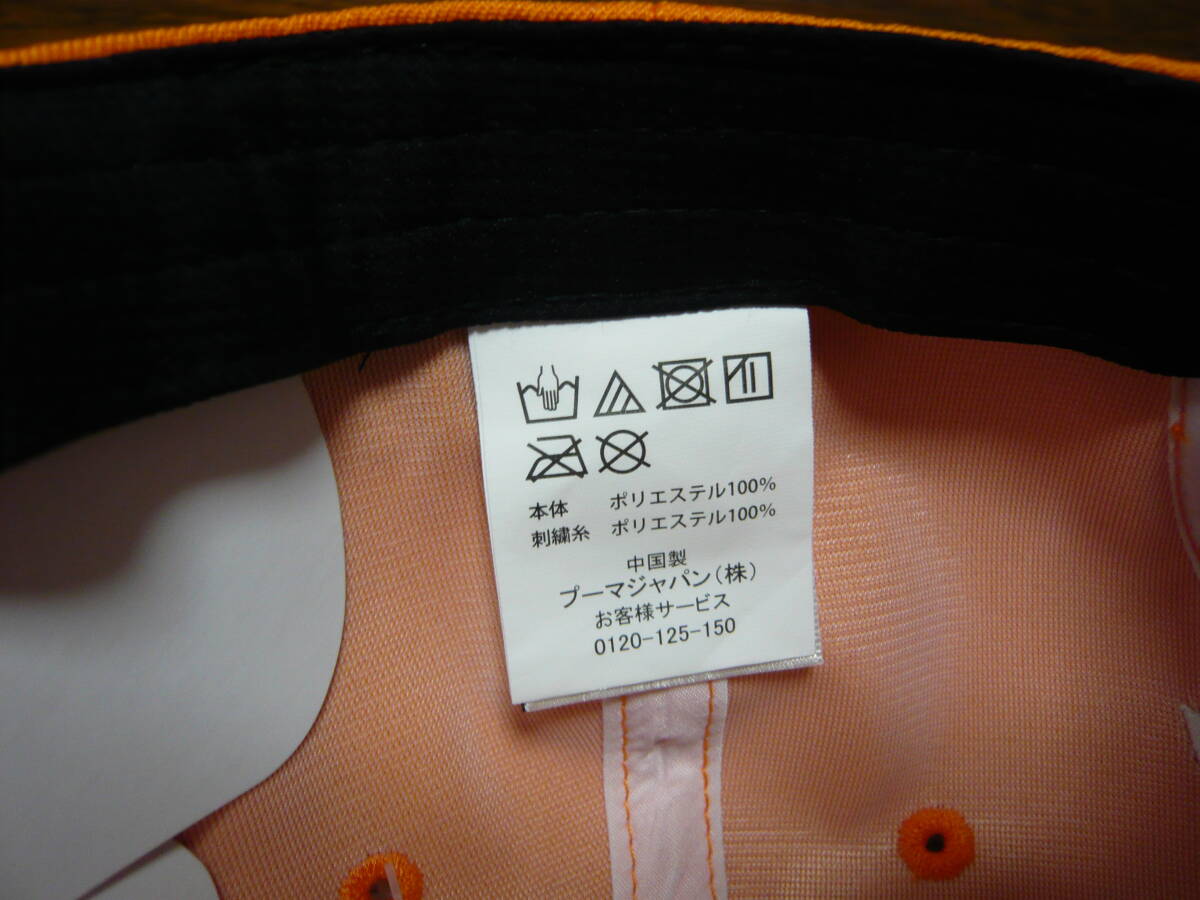 本体 ポリエステル100%
刺繍糸 ポリエステル100%
中国製
プーマジャパン(株)
お客様サービス
0120-125-150